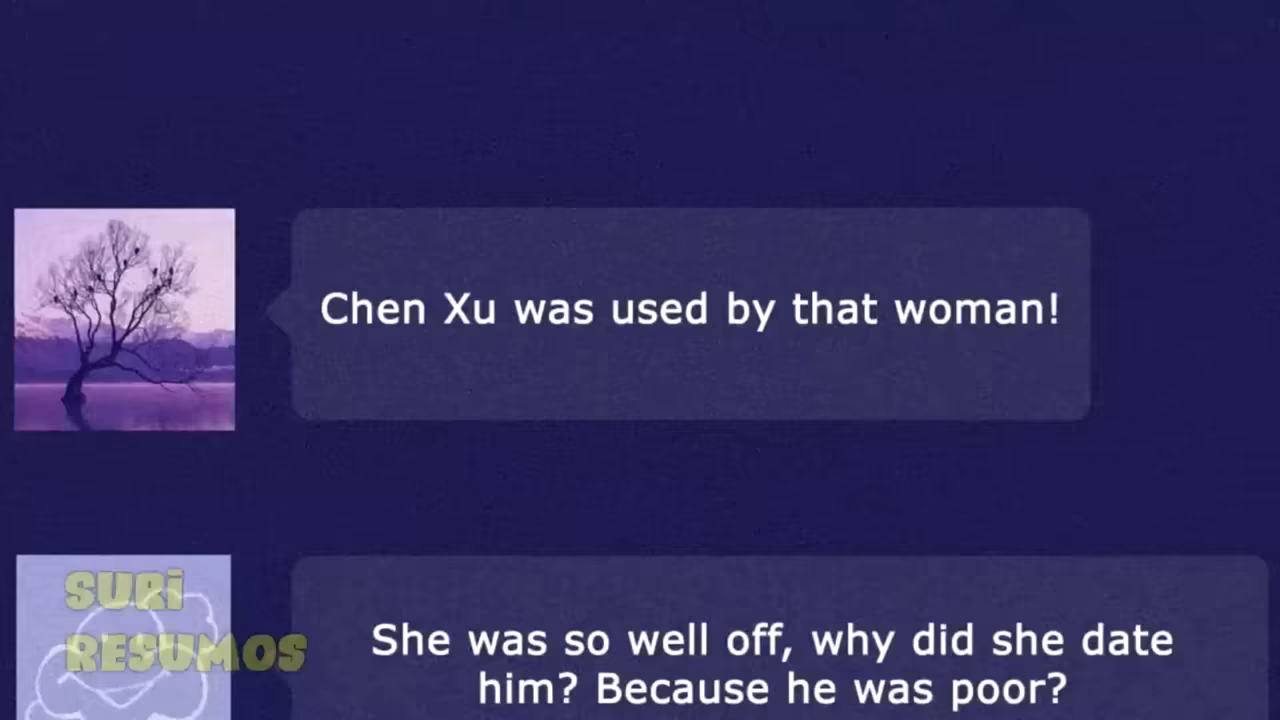 Chen Xu was used by that woman!
She was so well off, why did she date
him? Because he was poor?
SURi
RESUMOS